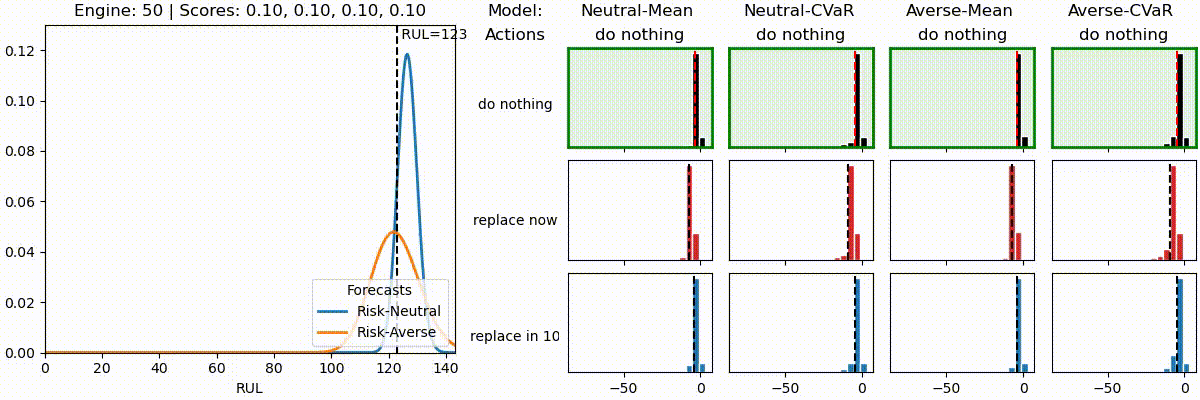 Engine: 50 | Scores: 0.10, 0.10, 0.10, 0.10
RUL=123
0.12
0.10
0.08
0.06
0.04
0.02
0.00
0 20 40 60 80 100 120 140
RUL
Forecasts
Risk-Neutral
Risk-Averse
Model: Neutral-Mean Neutral-CVaR Averse-Mean Averse-CVaR
Actions do nothing do nothing do nothing do nothing
do nothing
replace now
replace in 10
−50 0 −50 0 −50 0 −50 0